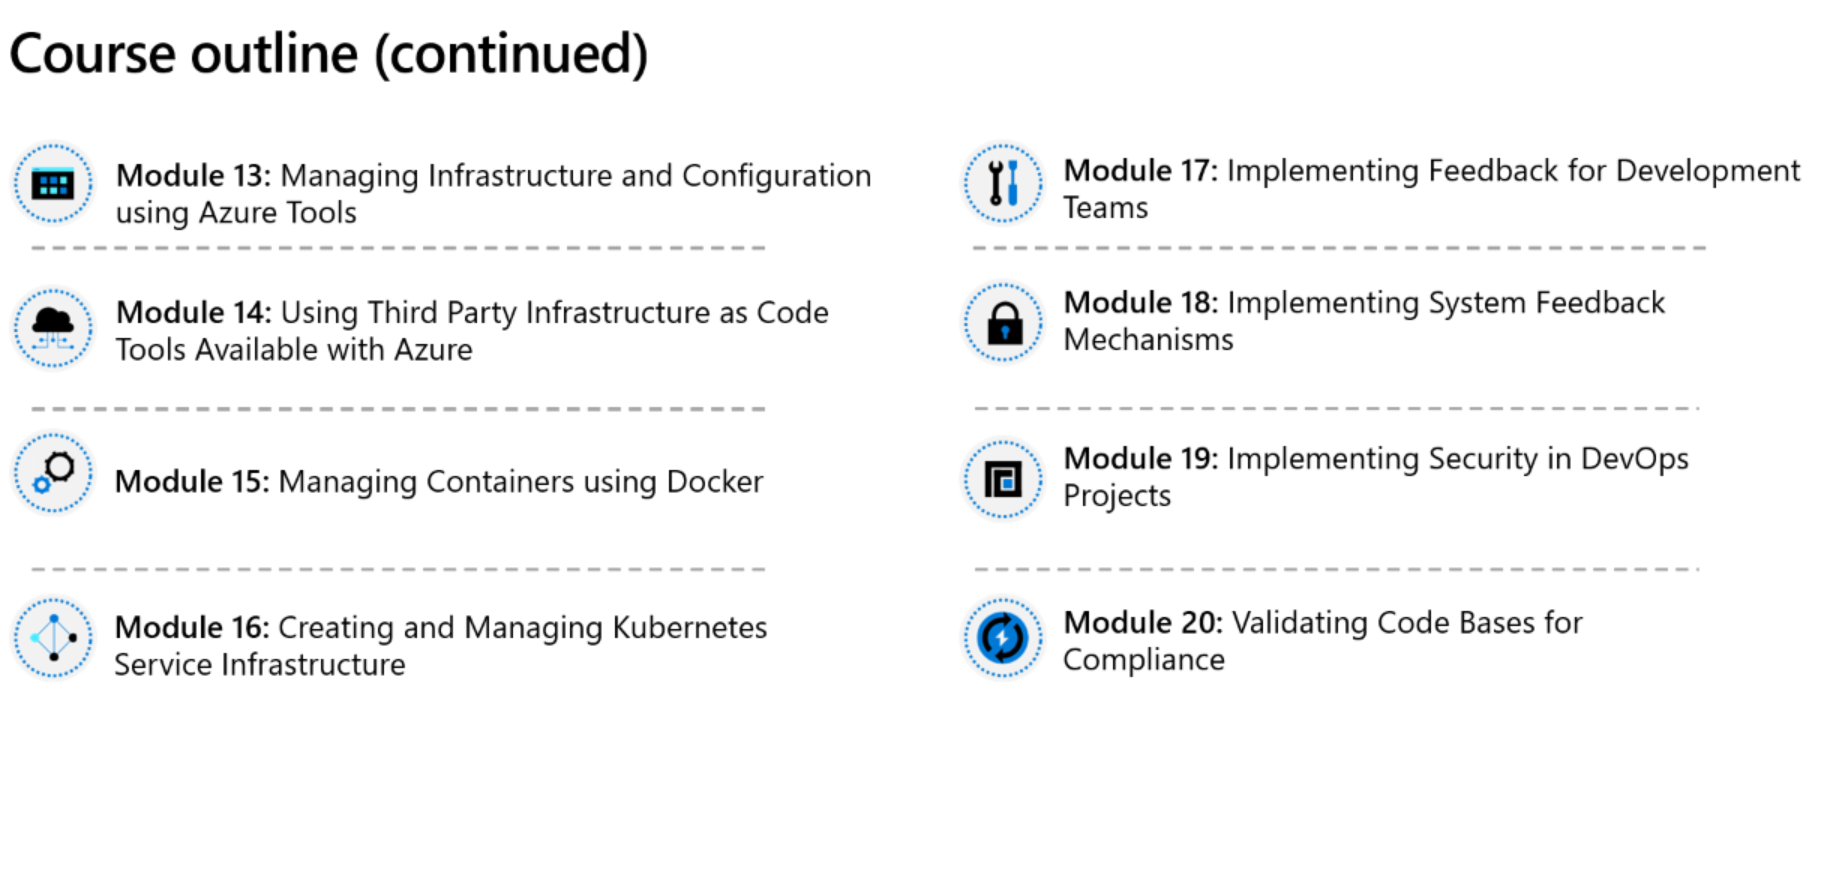 Course outline (continued)
Module 13: Managing Infrastructure and Configuration
using Azure Tools
Module 14: Using Third Party Infrastructure as Code
Tools Available with Azure
Module 15: Managing Containers using Docker
Module 16: Creating and Managing Kubernetes
Service Infrastructure
Module 17: Implementing Feedback for Development
Teams
Module 18: Implementing System Feedback
Mechanisms
Module 19: Implementing Security in DevOps
Projects
Module 20: Validating Code Bases for
Compliance